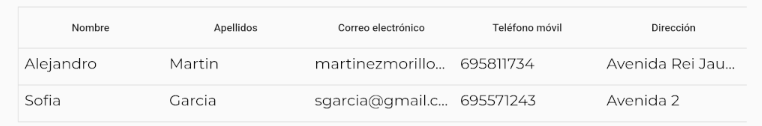 Nombre Apellidos Correo electrónico Teléfono móvil Dirección
Alejandro Martin martinezmorillo... 695811734 Avenida Rei Jau...
Sofia Garcia sgarcia@gmail.c... 695571243 Avenida 2